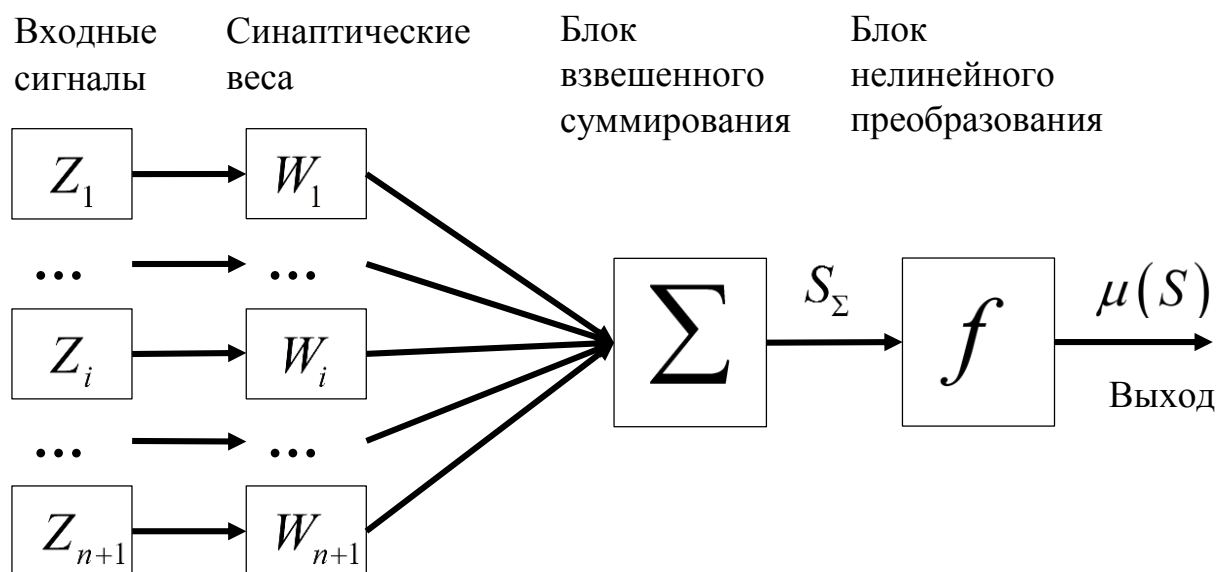 Входные
сигналы
Синаптические
веса
Блок
взвешенного
суммирования
Блок
нелинейного
преобразования
Z₁
W₁
... ...
Zᵢ
Wᵢ
∑
S_Σ
f
μ(S)
Выход
... ...
Zₙ₊₁
Wₙ₊₁